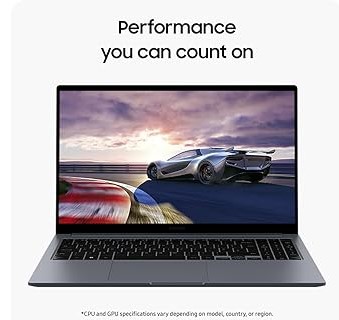 Performance
you can count on
*CPU and GPU specifications vary depending on model, country, or region.